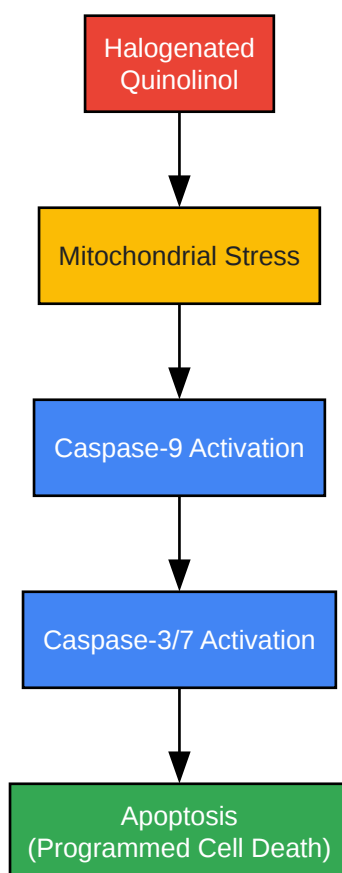 Halogenated
Quinolinol
Mitochondrial Stress
Caspase-9 Activation
Caspase-3/7 Activation
Apoptosis
(Programmed Cell Death)